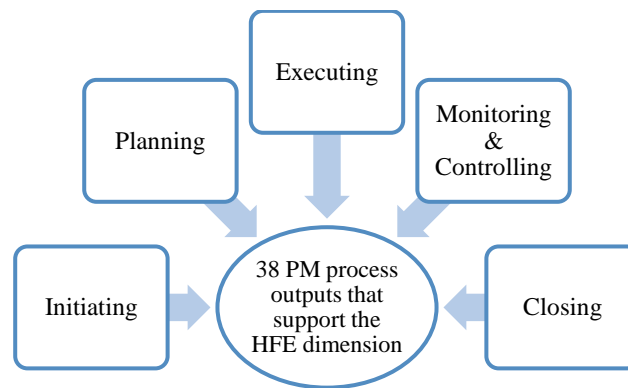 Executing
Planning
Monitoring
&
Controlling
Initiating
38 PM process
outputs that
support the
HFE dimension
Closing